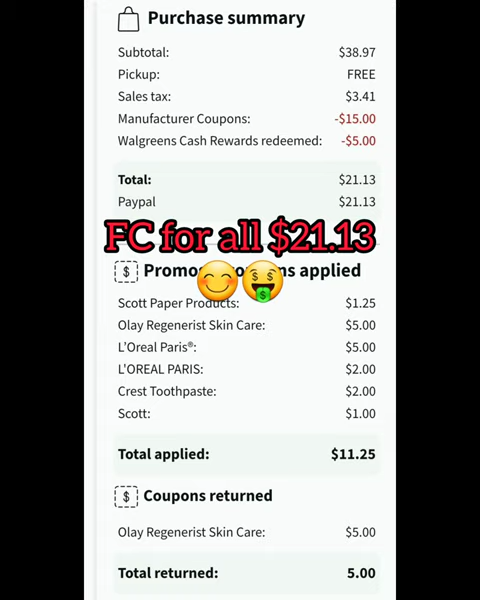 Purchase summary
Subtotal: $38.97
Pickup: FREE
Sales tax: $3.41
Manufacturer Coupons: -$15.00
Walgreens Cash Rewards redeemed: -$5.00
Total: $21.13
Paypal $21.13
FC for all $21.13
$ applied
Scott Paper Products: $1.25
Olay Regenerist Skin Care: $5.00
L'Oreal Paris®: $5.00
L'OREAL PARIS: $2.00
Crest Toothpaste: $2.00
Scott: $1.00
Total applied: $11.25
$ Coupons returned
Olay Regenerist Skin Care: $5.00
Total returned: 5.00